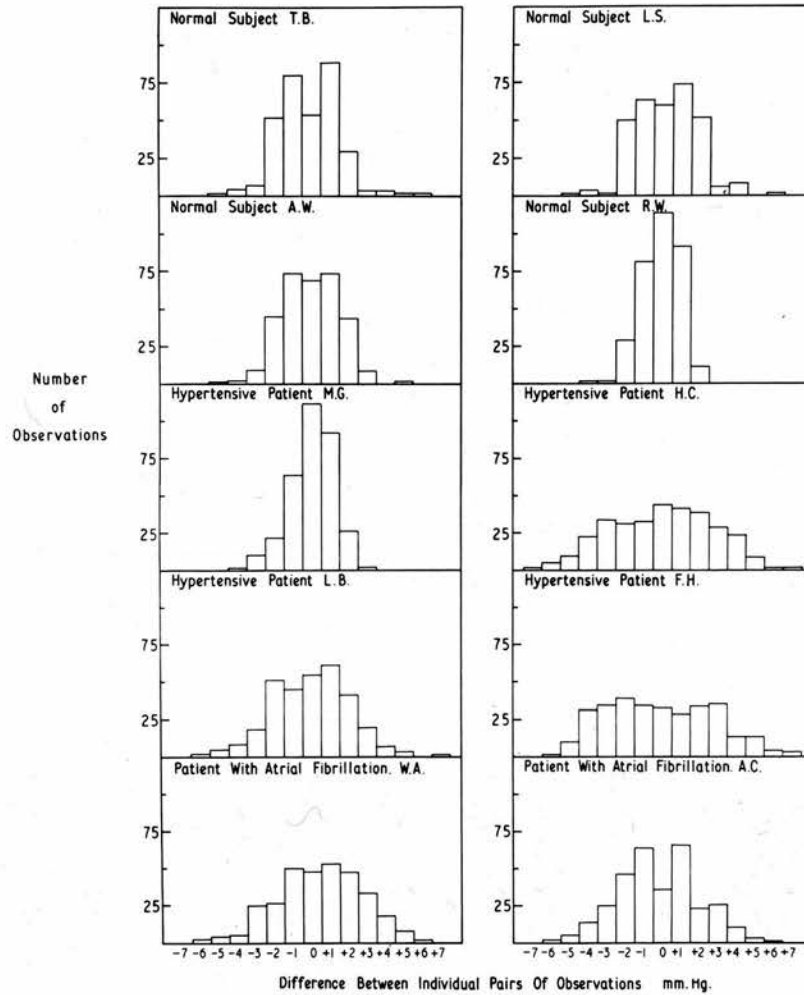 Normal Subject T.B.
75
25
Normal Subject L.S.
75
25
Normal Subject A.W.
75
25
Normal Subject R.W.
75
25
Number
of
Observations
Hypertensive Patient M.G.
75
25
Hypertensive Patient H.C.
75
25
Hypertensive Patient L.B.
75
25
Hypertensive Patient F.H.
75
25
Patient With Atrial Fibrillation. W.A.
75
25
Patient With Atrial Fibrillation. A.C.
75
25
-7 -6 -5 -4 -3 -2 -1 0 +1 +2 +3 +4 +5 +6 +7
-7 -6 -5 -4 -3 -2 -1 0 +1 +2 +3 +4 +5 +6 +7
Difference Between Individual Pairs Of Observations mm. Hg.